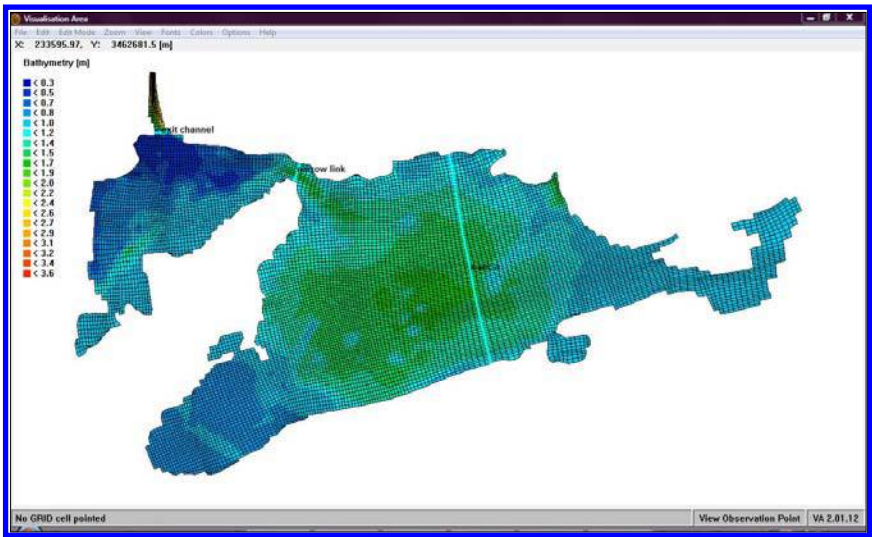 Visualisation Area
File Edit Edit Mode Zoom View Fonts Colors Options Help
X: 233595.97, Y: 3462681.5 [m]
Bathymetry [m]
< 0.3
< 0.5
< 0.7
< 0.8
< 1.0
< 1.2
< 1.4
< 1.5
< 1.7
< 1.9
< 2.0
< 2.2
< 2.4
< 2.6
< 2.7
< 2.9
< 3.1
< 3.2
< 3.4
< 3.6
exit channel
link
No GRID cell pointed
View Observation Point
VA 2.01.12